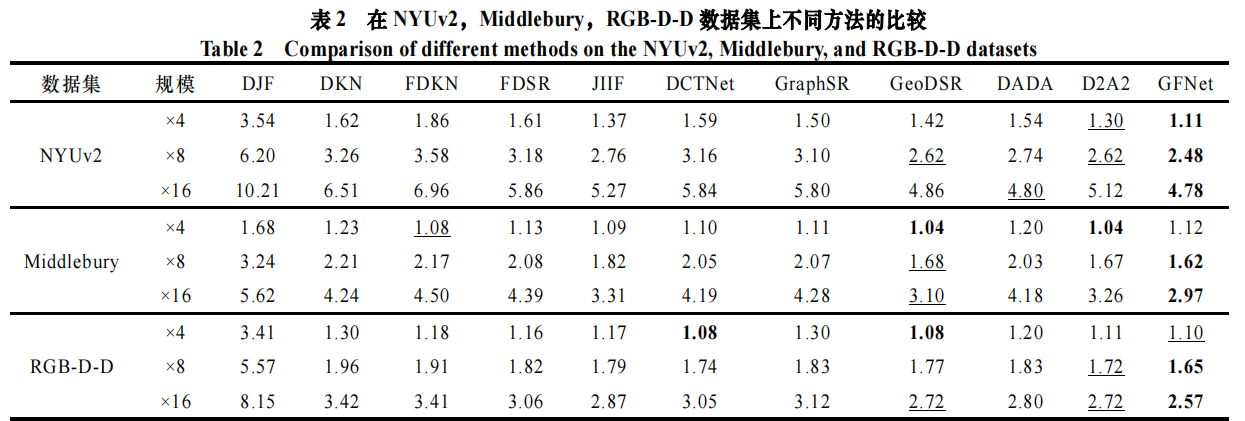 表 2 在 NYUv2，Middlebury，RGB-D-D 数据集上不同方法的比较
Table 2 Comparison of different methods on the NYUv2, Middlebury, and RGB-D-D datasets
数据集 规模 DJF DKN FDKN FDSR JIIF DCTNet GraphSR GeoDSR DADA D2A2 GFNet
×4 3.54 1.62 1.86 1.61 1.37 1.59 1.50 1.42 1.54 1.30 1.11
NYUv2 ×8 6.20 3.26 3.58 3.18 2.76 3.16 3.10 2.62 2.74 2.62 2.48
×16 10.21 6.51 6.96 5.86 5.27 5.84 5.80 4.86 4.80 5.12 4.78
×4 1.68 1.23 1.08 1.13 1.09 1.10 1.11 1.04 1.20 1.04 1.12
Middlebury ×8 3.24 2.21 2.17 2.08 1.82 2.05 2.07 1.68 2.03 1.67 1.62
×16 5.62 4.24 4.50 4.39 3.31 4.19 4.28 3.10 4.18 3.26 2.97
×4 3.41 1.30 1.18 1.16 1.17 1.08 1.30 1.08 1.20 1.11 1.10
RGB-D-D ×8 5.57 1.96 1.91 1.82 1.79 1.74 1.83 1.77 1.83 1.72 1.65
×16 8.15 3.42 3.41 3.06 2.87 3.05 3.12 2.72 2.80 2.72 2.57